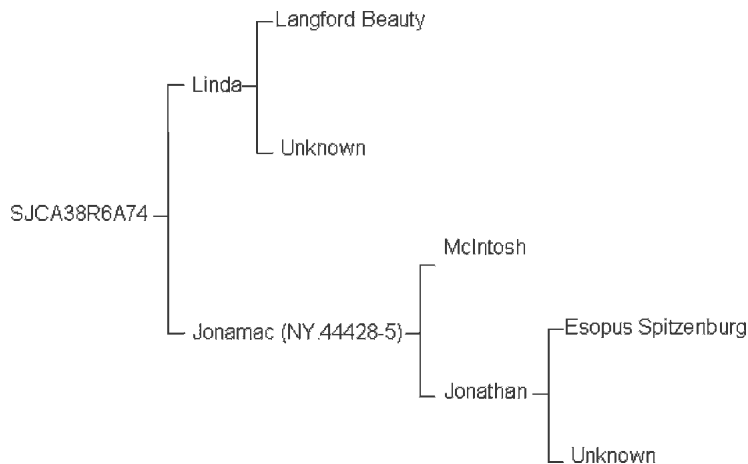 Langford Beauty
Linda
Unknown
SJCA38R6A74
McIntosh
Jonamac (NY.44428-5)
Esopus Spitzenburg
Jonathan
Unknown